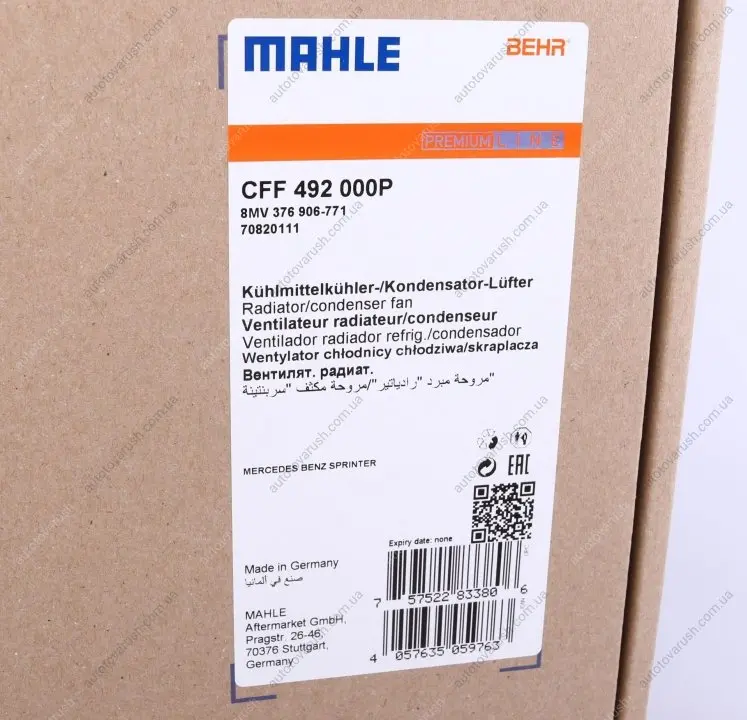 MAHLE
BEHR
PREMIUM LINE
CFF 492 000P
8MV 376 906-771
70820111
Kühlmittelkühler-/Kondensator-Lüfter
Radiator/condenser fan
Ventilateur radiateur/condenseur
Ventilador radiador refrig./condensador
Wentylator chłodnicy chłodziwa/skraplacza
Вентилят. радиат.
مروحة مبرد "رادياتير"/مروحة مكثف "سربنتينة"
MERCEDES BENZ SPRINTER
EAC
Expiry date: none
Made in Germany
صنع في ألمانيا
7 57522 83380 6
MAHLE
Aftermarket GmbH,
Pragstr. 26-46,
70376 Stuttgart,
Germany
4 057635 059763
autotovarush.com.ua